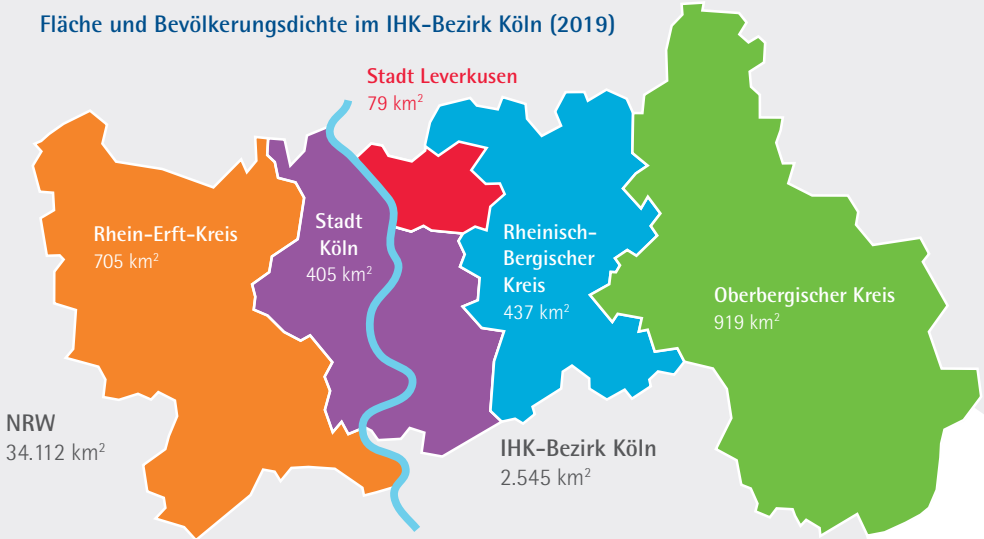 Fläche und Bevölkerungsdichte im IHK-Bezirk Köln (2019)
Stadt Leverkusen
79 km²
Rhein-Erft-Kreis
705 km²
Stadt
Köln
405 km²
Rheinisch-
Bergischer
Kreis
437 km²
Oberbergischer Kreis
919 km²
NRW
34.112 km²
IHK-Bezirk Köln
2.545 km²